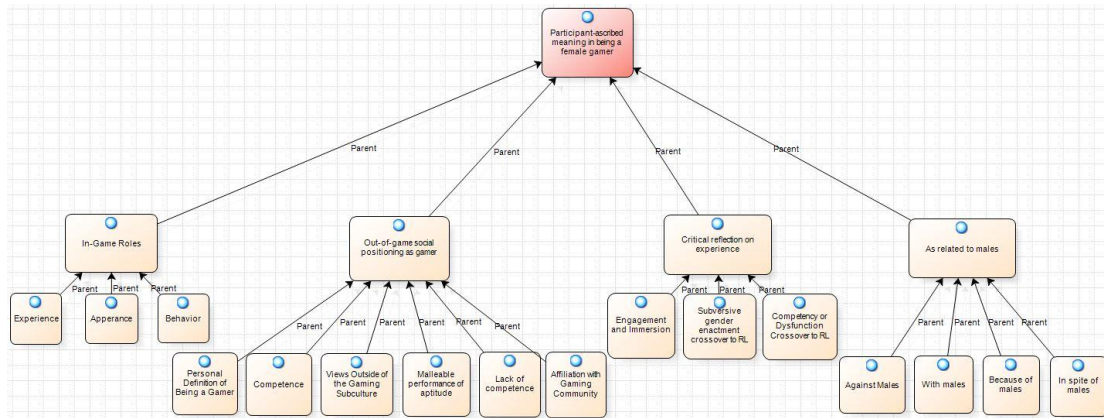 Participant-ascribed
meaning in being a
female gamer
Parent
Parent
Parent
Parent
In-Game Roles
Out-of-game social
positioning as gamer
Critical reflection on
experience
As related to males
Parent
Parent
Parent
Parent
Parent
Parent
Experience
Apperance
Behavior
Parent
Parent
Parent
Parent
Parent
Parent
Parent
Parent
Parent
Parent
Engagement
and Immersion
Subversive
gender
enactment
crossover to RL
Competency or
Dysfunction
Crossover to RL
Personal
Definition of
Being a Gamer
Competence
Views Outside of
the Gaming
Subculture
Malleable
performance of
aptitude
Lack of
competence
Affiliation with
Gaming
Community
Against Males
With males
Because of
males
In spite of
males